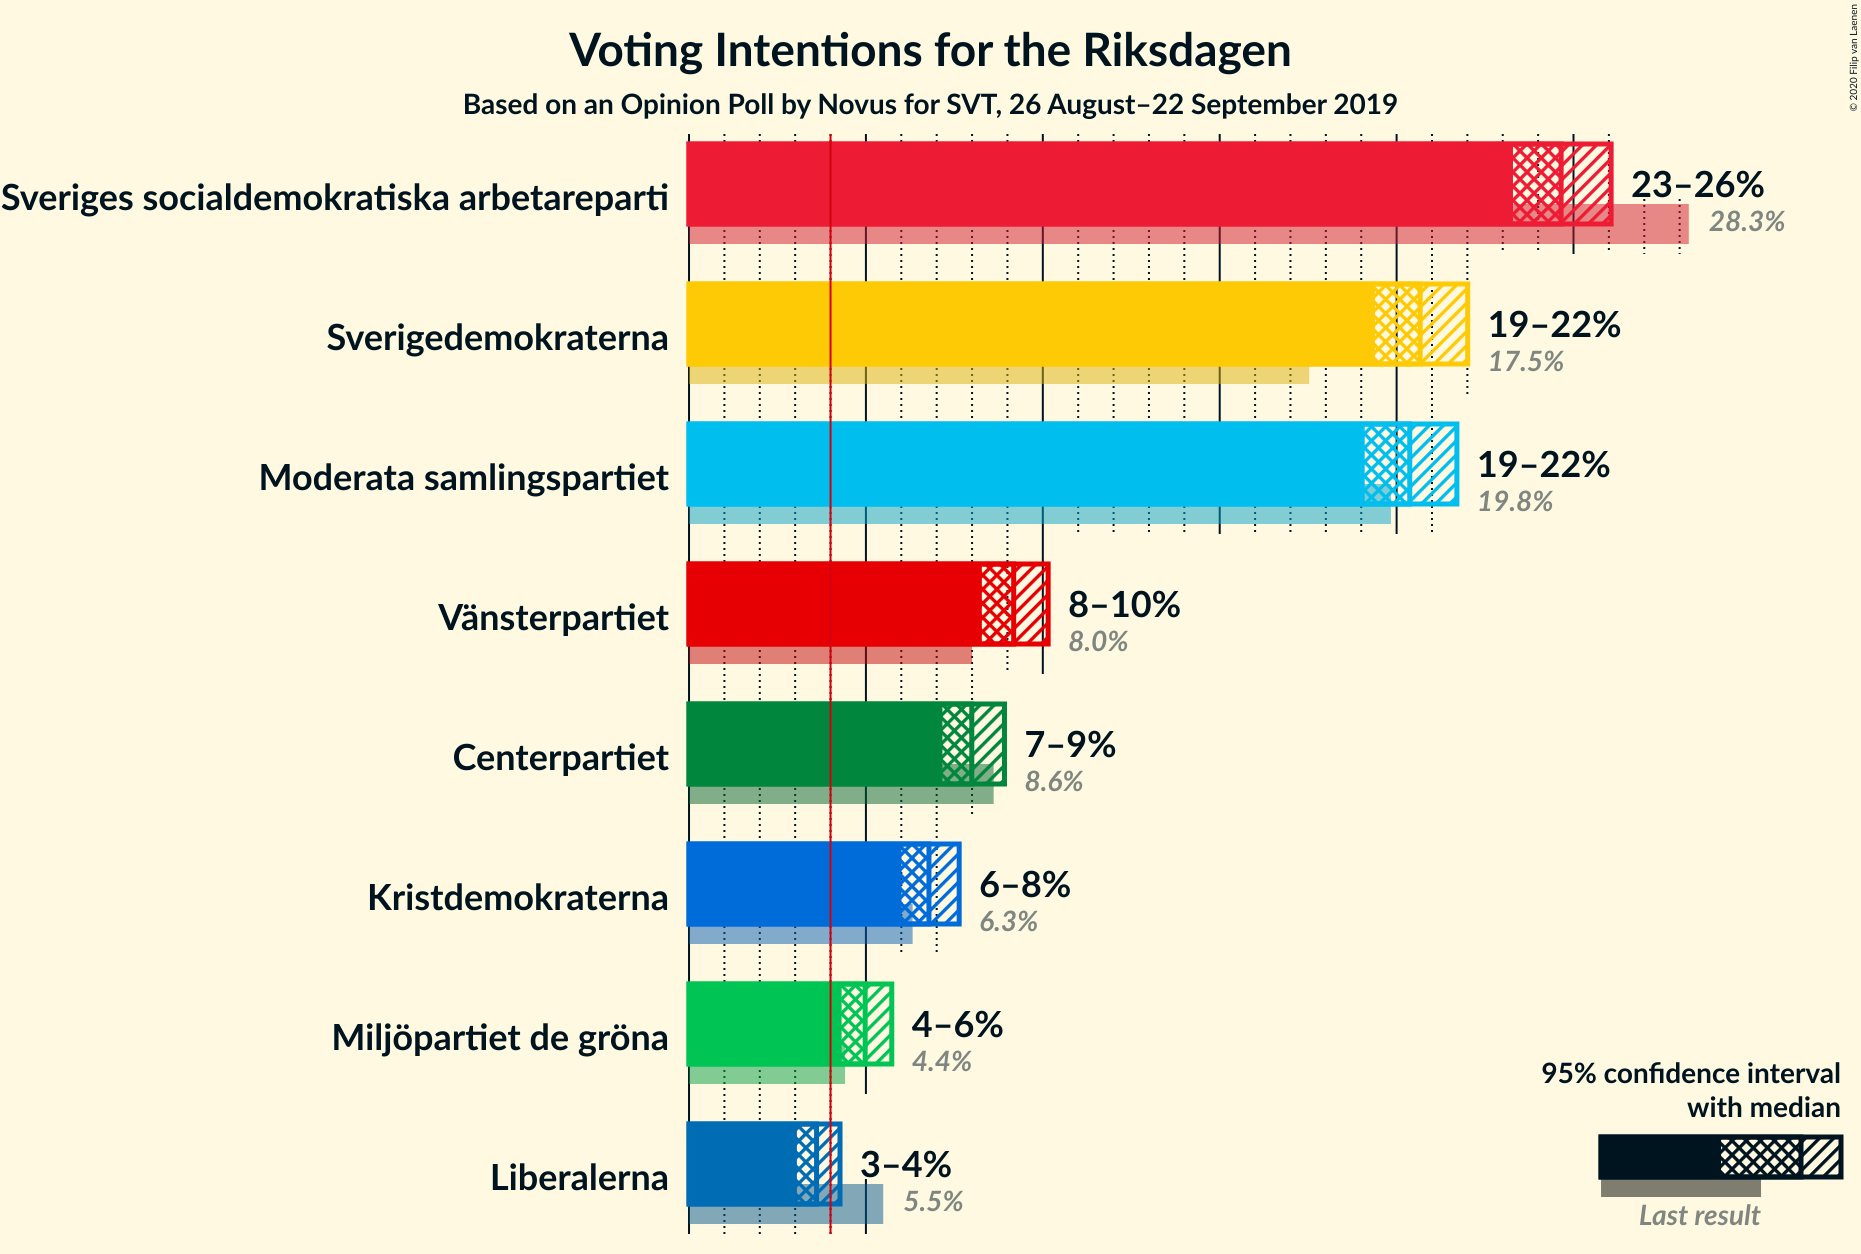 Voting Intentions for the Riksdagen
Based on an Opinion Poll by Novus for SVT, 26 August–22 September 2019
© 2020 Filip van Laenen
Sveriges socialdemokratiska arbetareparti
23–26%
28.3%
Sverigedemokraterna
19–22%
17.5%
Moderata samlingspartiet
19–22%
19.8%
Vänsterpartiet
8–10%
8.0%
Centerpartiet
7–9%
8.6%
Kristdemokraterna
6–8%
6.3%
Miljöpartiet de gröna
4–6%
4.4%
Liberalerna
3–4%
5.5%
95% confidence interval
with median
Last result